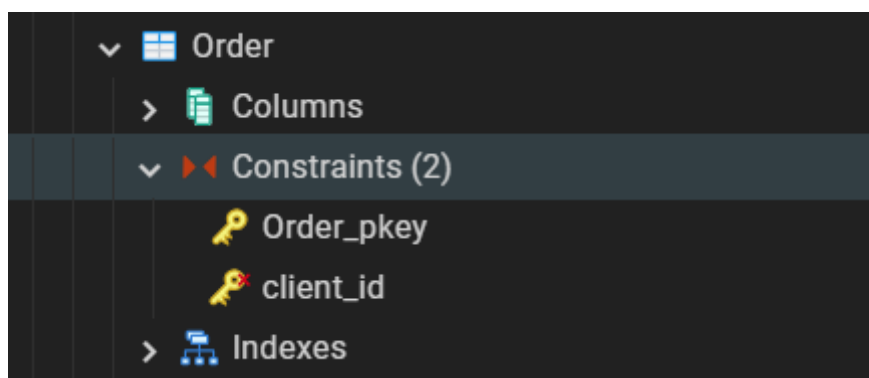 Order
Columns
Constraints (2)
Order_pkey
client_id
Indexes